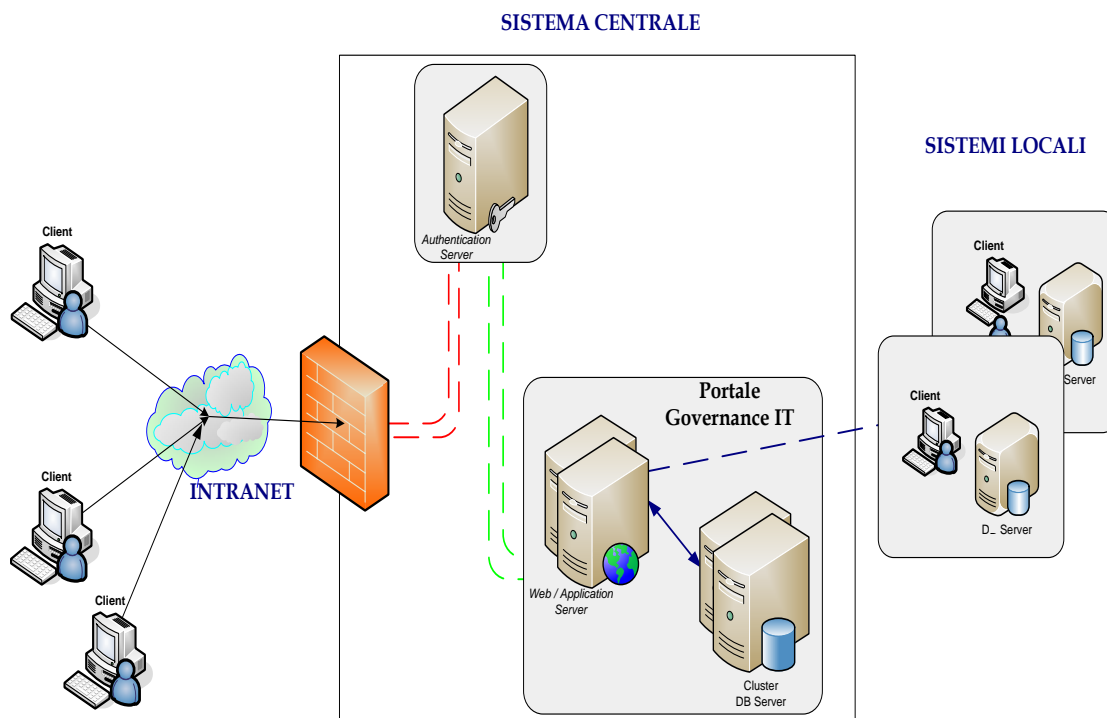 SISTEMA CENTRALE
SISTEMI LOCALI
Authentication
Server
Client
Client
Client
INTRANET
Portale
Governance IT
Web / Application
Server
Cluster
DB Server
Client
Server
Client
Server